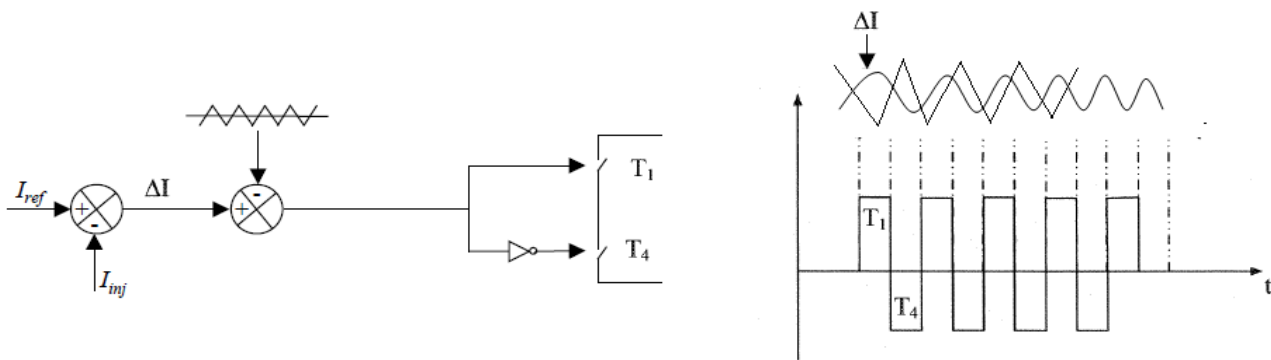 I_ref
+
-
ΔI
-
+
I_inj
T₁
T₄
ΔI
T₁
T₄
t